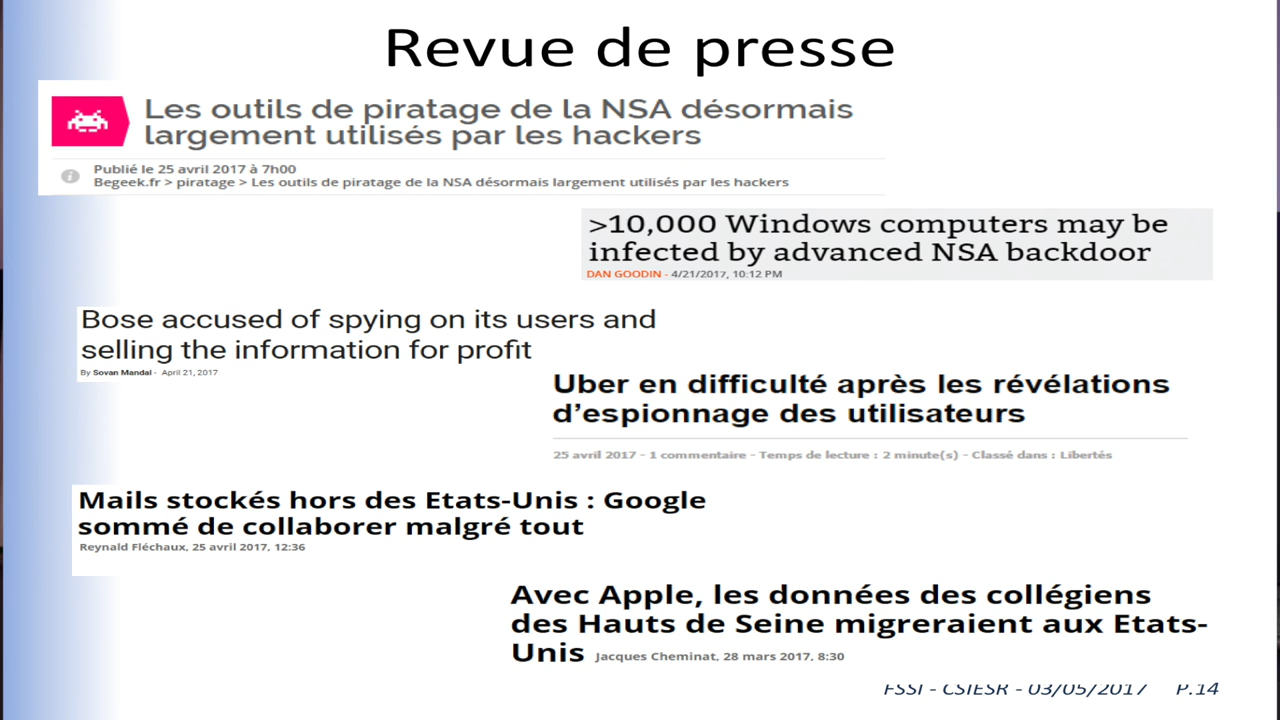 Revue de presse
Les outils de piratage de la NSA désormais
largement utilisés par les hackers
Publié le 25 avril 2017 à 7h00
Begeek.fr > piratage > Les outils de piratage de la NSA désormais largement utilisés par les hackers
>10,000 Windows computers may be
infected by advanced NSA backdoor
DAN GOODIN - 4/21/2017, 10:12 PM
Bose accused of spying on its users and
selling the information for profit
By Sovan Mandal - April 21, 2017
Uber en difficulté après les révélations
d’espionnage des utilisateurs
25 avril 2017 - 1 commentaire - Temps de lecture : 2 minute(s) - Classé dans : Libertés
Mails stockés hors des Etats-Unis : Google
sommé de collaborer malgré tout
Reynald Fléchaux, 25 avril 2017, 12:36
Avec Apple, les données des collégiens
des Hauts de Seine migreraient aux Etats-
Unis Jacques Cheminat, 28 mars 2017, 8:30
FSSI - CSIESR - 03/05/2017 P.14